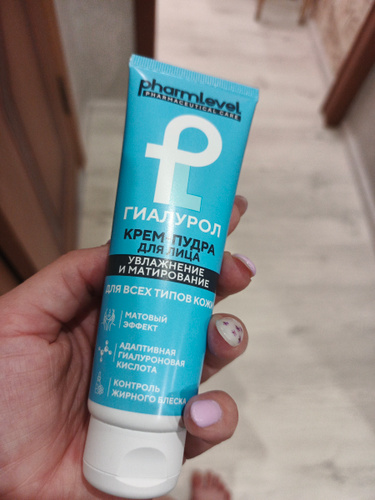 pharmlevel
PHARMACEUTICAL CARE
PL
ГИАЛУРОЛ
КРЕМ-ПУДРА
ДЛЯ ЛИЦА
УВЛАЖНЕНИЕ
И МАТИРОВАНИЕ
ДЛЯ ВСЕХ ТИПОВ КОЖИ
МАТОВЫЙ
ЭФФЕКТ
АДАПТИВНАЯ
ГИАЛУРОНОВАЯ
КИСЛОТА
КОНТРОЛЬ
ЖИРНОГО БЛЕСКА